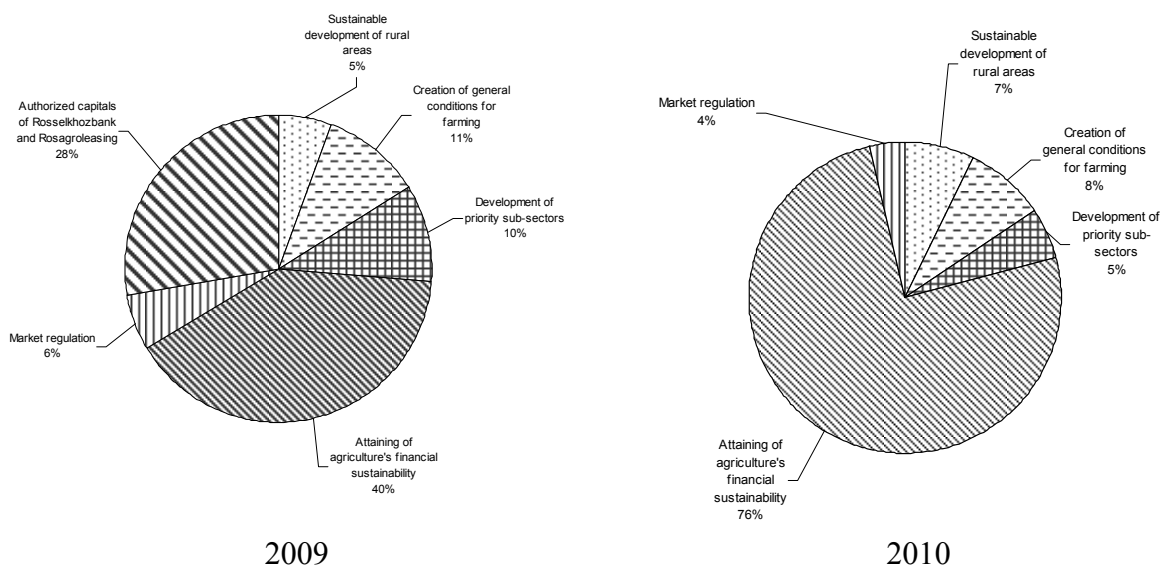 Sustainable
development of rural
areas
5%
Creation of general
conditions for
farming
11%
Development of
priority sub-sectors
10%
Attaining of
agriculture's financial
sustainability
40%
Market regulation
6%
Authorized capitals
of Rosselkhozbank
and Rosagroleasing
28%
2009
Sustainable
development of
rural areas
7%
Creation of
general conditions
for farming
8%
Development of
priority sub-
sectors
5%
Attaining of
agriculture's
financial
sustainability
76%
Market regulation
4%
2010